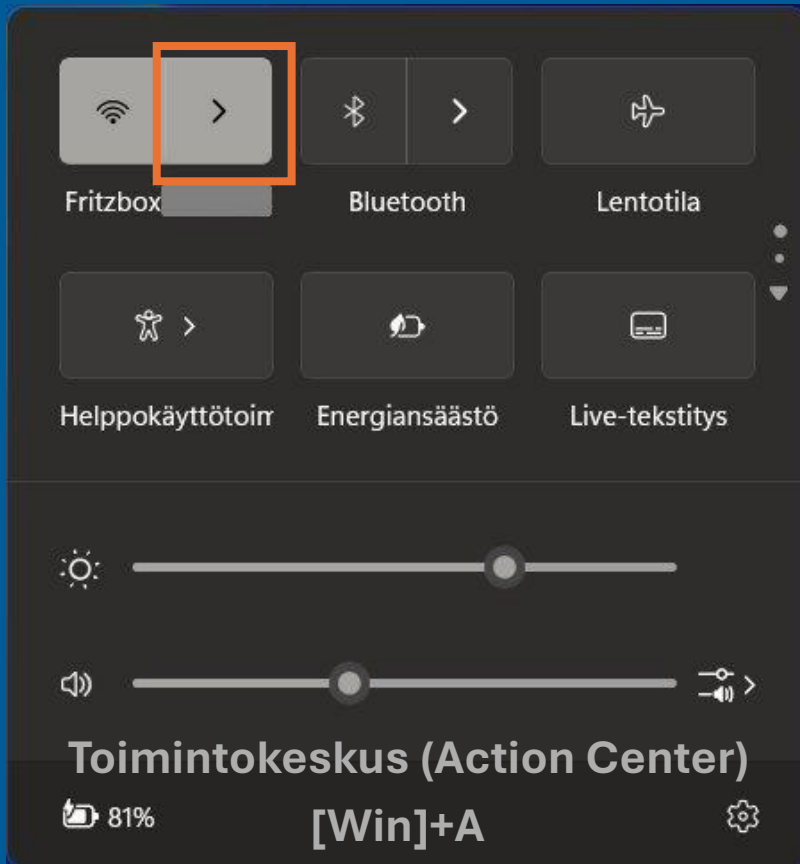 Fritzbox
Bluetooth
Lentotila
Helppokäyttötoim
Energiansäästö
Live-tekstitys
Toimintokeskus (Action Center)
81%
[Win]+A